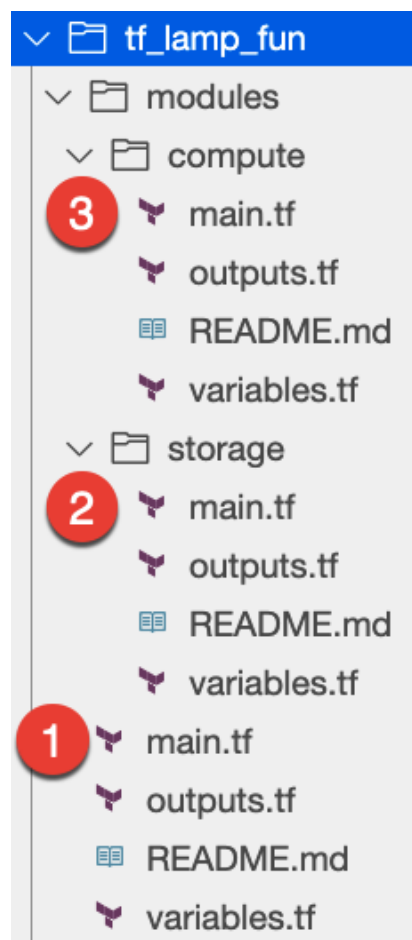 tf_lamp_fun
modules
compute
3 main.tf
outputs.tf
README.md
variables.tf
storage
2 main.tf
outputs.tf
README.md
variables.tf
1 main.tf
outputs.tf
README.md
variables.tf